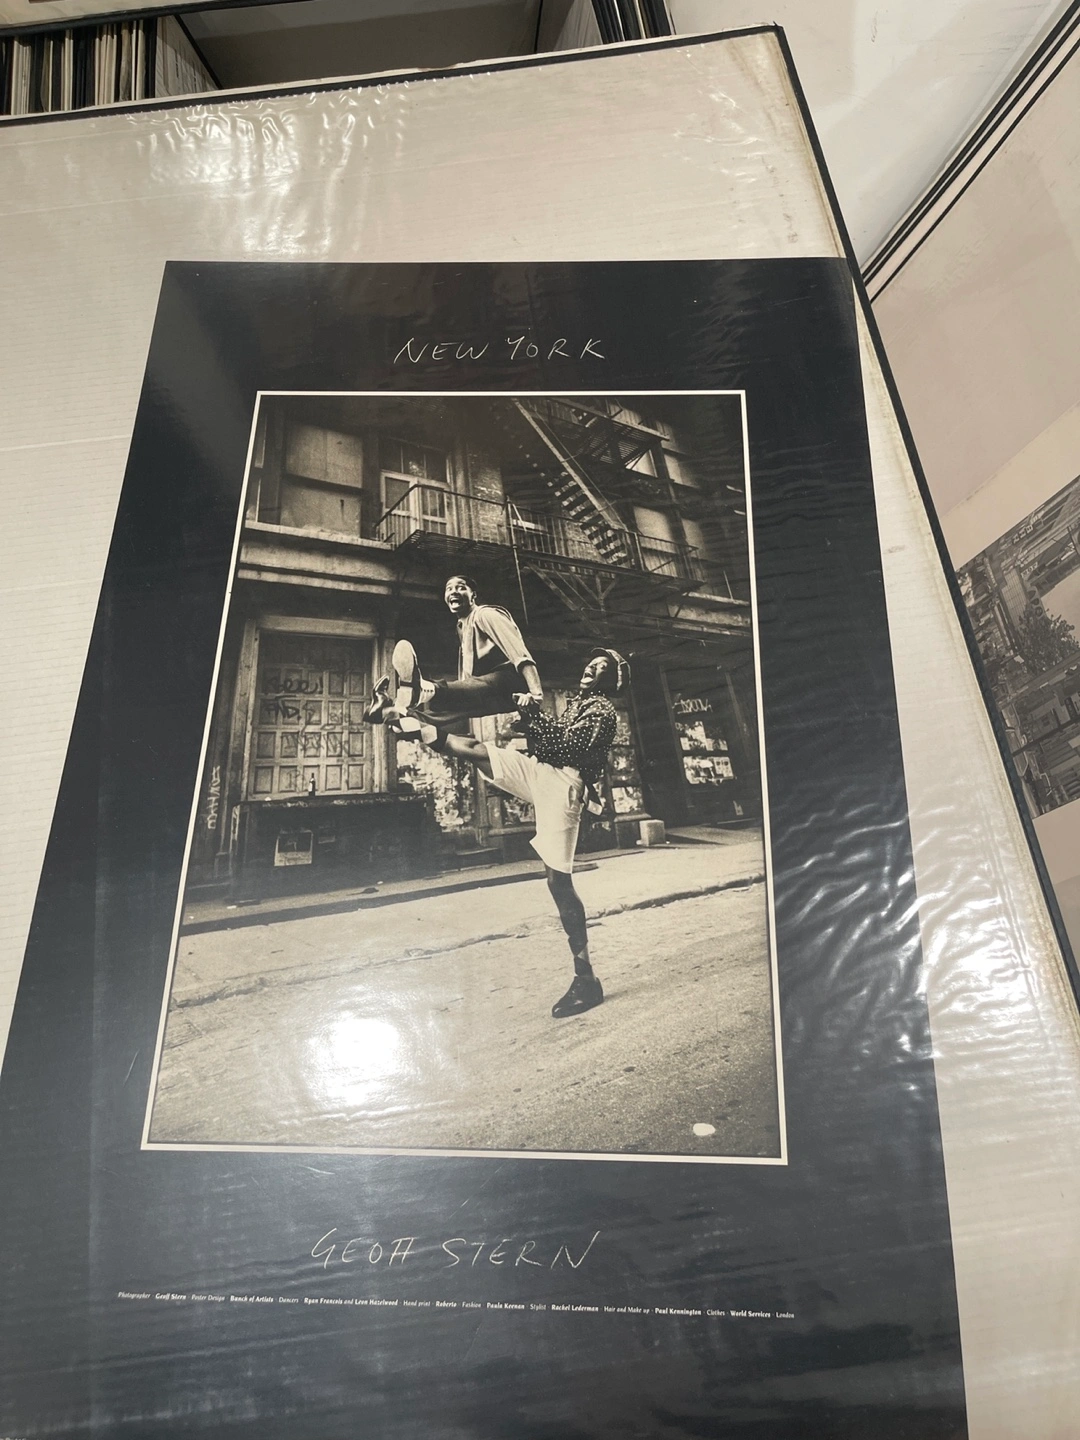 NEW YORK
GEOFF STERN
Photographer · Geoff Stern · Poster Design · Bunch of Artists · Dancers · Ryan Francois and Leon Hazelwood · Hand print · Roberto · Fashion · Paula Keenan · Stylist · Rachel Lederman · Hair and Make up · Paul Kennington · Clothes · World Services · London